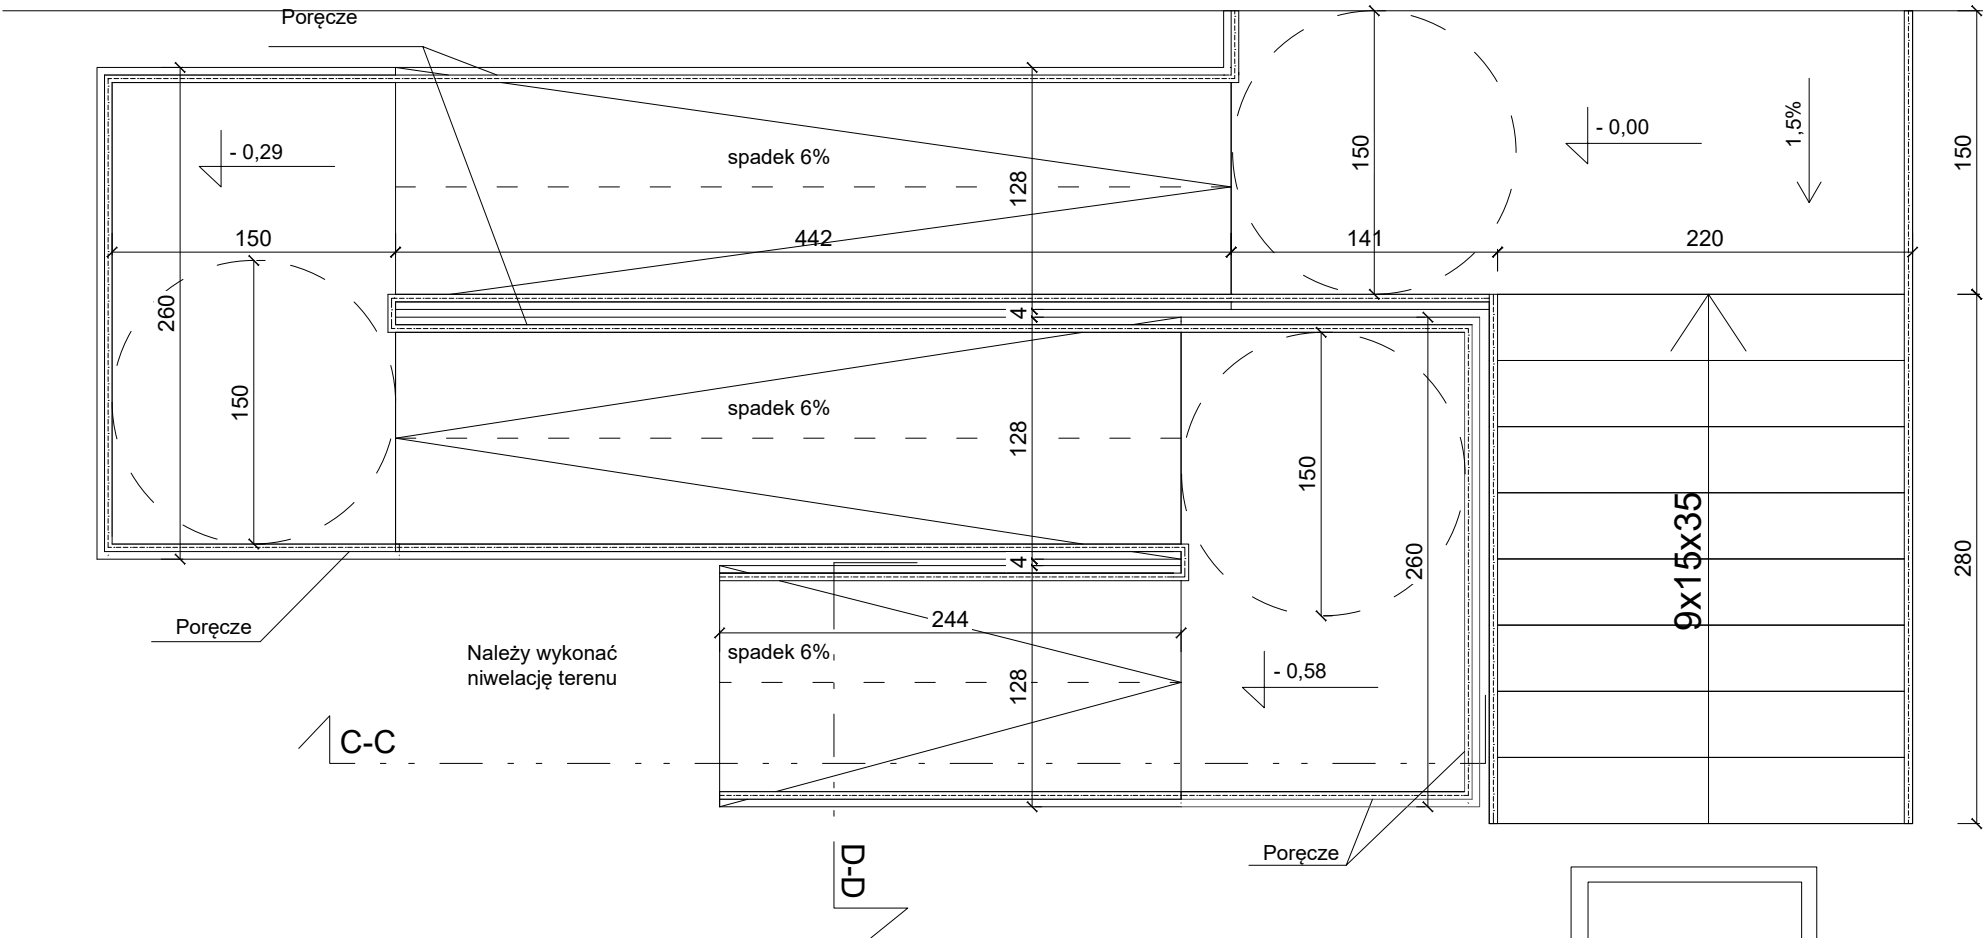 Poręcze
- 0,29
spadek 6%
128
150
- 0,00
1,5%
150
150
442
141
220
260
4
150
spadek 6%
128
150
9x15x35
280
4
260
Poręcze
244
Należy wykonać
niwelację terenu
spadek 6%
128
- 0,58
C-C
D-D
Poręcze